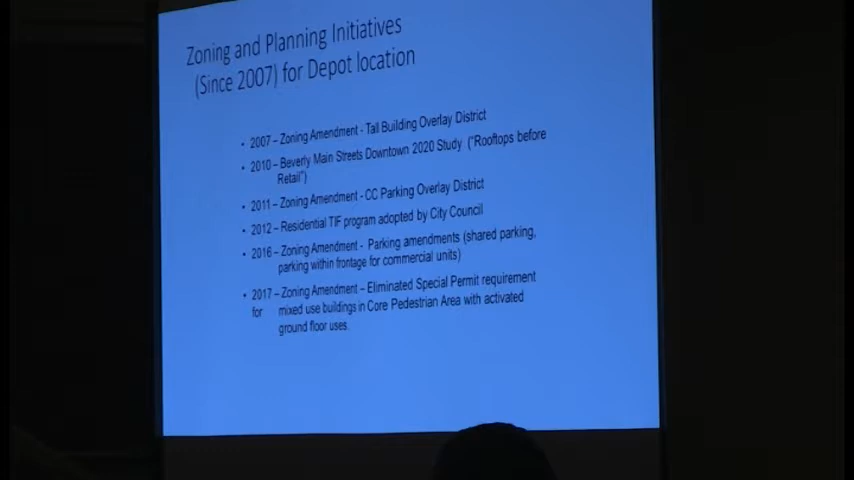 Zoning and Planning Initiatives
(Since 2007) for Depot location
• 2007 – Zoning Amendment - Tall Building Overlay District
• 2010 – Beverly Main Streets Downtown 2020 Study ("Rooftops before
Retail")
• 2011 – Zoning Amendment - CC Parking Overlay District
• 2012 – Residential TIF program adopted by City Council
• 2016 – Zoning Amendment - Parking amendments (shared parking,
parking within frontage for commercial units)
• 2017 – Zoning Amendment – Eliminated Special Permit requirement
for mixed use buildings in Core Pedestrian Area with activated
ground floor uses.